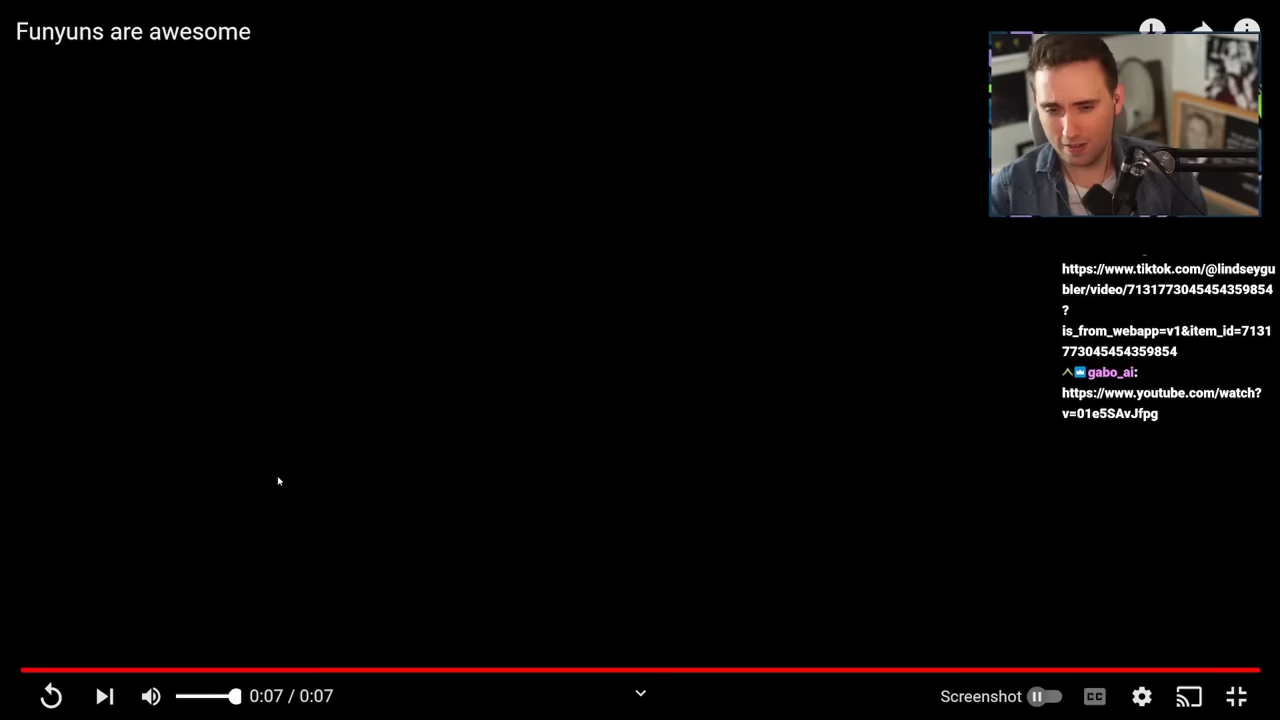 Funyuns are awesome
https://www.tiktok.com/@lindseygu
bler/video/7131773045454359854
?
is_from_webapp=v1&item_id=7131
773045454359854
gabo_ai:
https://www.youtube.com/watch?
v=01e5SAvJfpg
0:07 / 0:07
Screenshot
CC